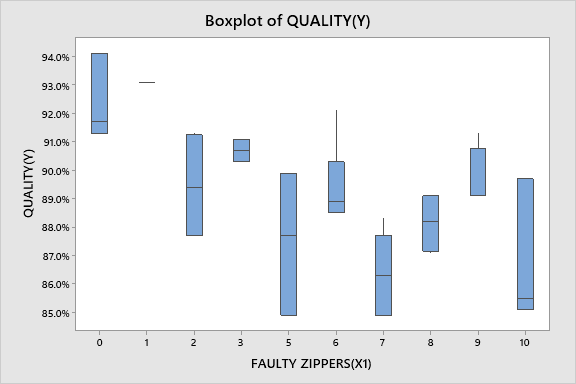 Boxplot of QUALITY(Y)
QUALITY(Y)
94.0%
93.0%
92.0%
91.0%
90.0%
89.0%
88.0%
87.0%
86.0%
85.0%
0 1 2 3 5 6 7 8 9 10
FAULTY ZIPPERS(X1)